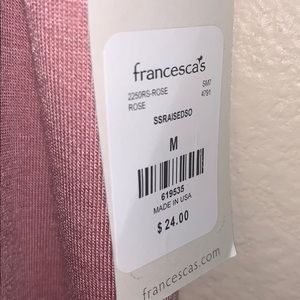 francesca's
2250RS-ROSE SM7
ROSE 4791
SSRAISEDSO
M
619535
MADE IN USA
$ 24.00
francescas.com